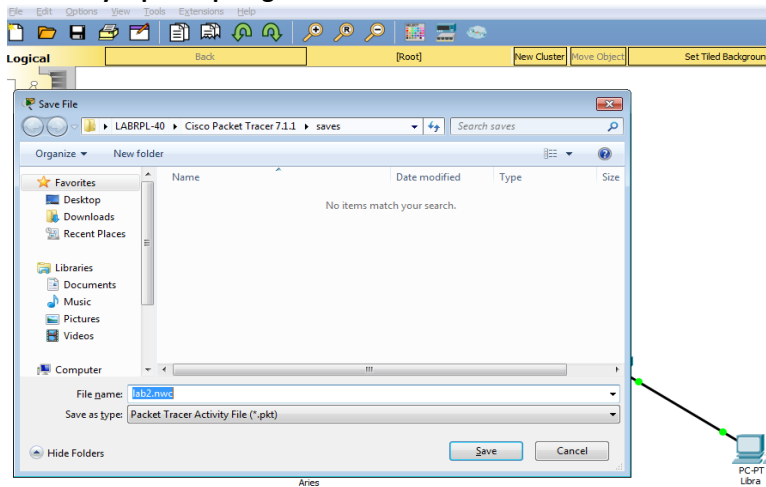 File Edit Options View Tools Extensions Help
Logical Back [Root] New Cluster Move Object Set Tiled Backgroun
Save File
LABRPL-40 Cisco Packet Tracer 7.1.1 saves Search saves
Organize New folder
Name Date modified Type Size
Favorites
Desktop
Downloads
Recent Places
Libraries
Documents
Music
Pictures
Videos
Computer
No items match your search.
File name: lab2.nwc
Save as type: Packet Tracer Activity File (*.pkt)
Hide Folders Save Cancel
Aries
PC-PT
Libra